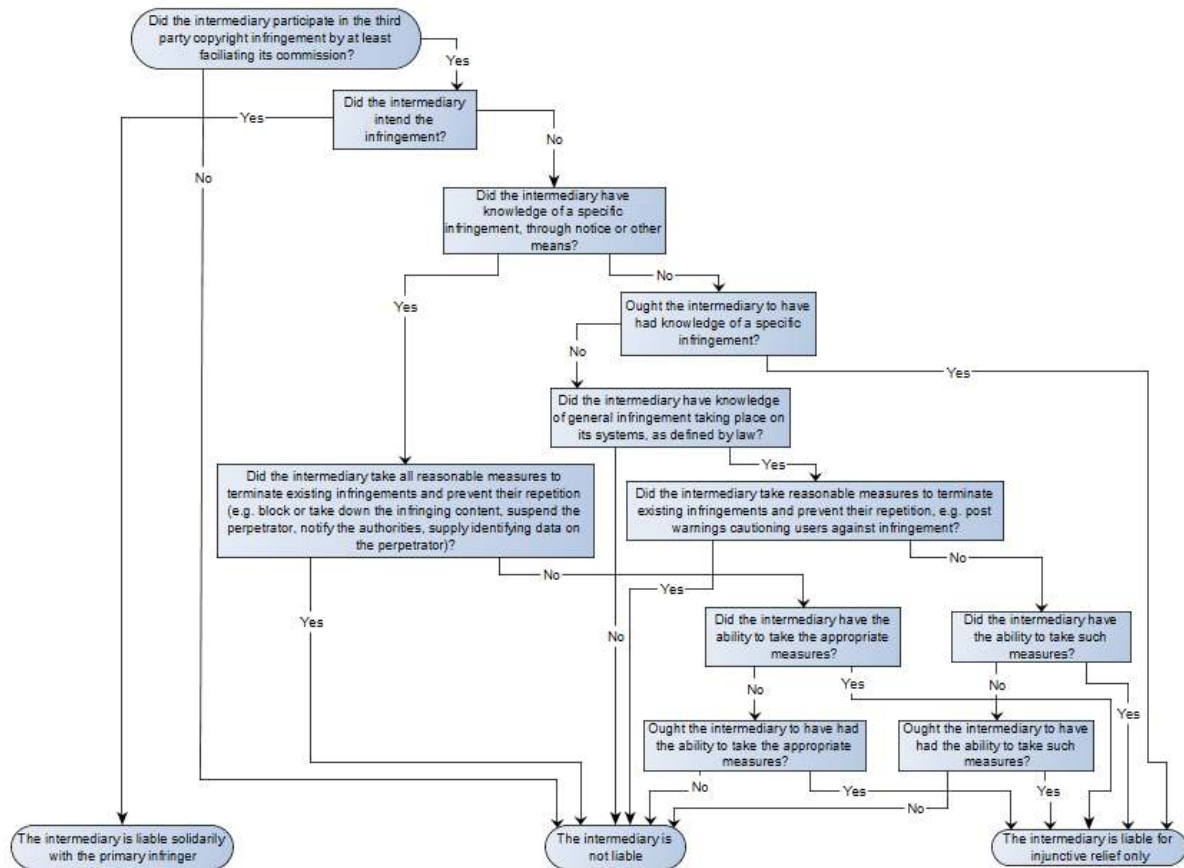 Did the intermediary participate in the third
party copyright infringement by at least
faciliating its commission?
Yes
Did the intermediary
intend the
infringement?
Yes
No
No
Did the intermediary have
knowledge of a specific
infringement, through notice or other
means?
No
Yes
Ought the intermediary to have
had knowledge of a specific
infringement?
No
Yes
Did the intermediary have knowledge
of general infringement taking place on
its systems, as defined by law?
Yes
Did the intermediary take all reasonable measures to
terminate existing infringements and prevent their repetition
(e.g. block or take down the infringing content, suspend the
perpetrator, notify the authorities, supply identifying data on
the perpetrator)?
Did the intermediary take reasonable measures to terminate
existing infringements and prevent their repetition, e.g. post
warnings cautioning users against infringement?
No
Yes
No
Yes
No
Did the intermediary have the
ability to take the appropriate
measures?
Did the intermediary have
the ability to take such
measures?
No
Yes
No
Yes
Ought the intermediary to have had
the ability to take the appropriate
measures?
Ought the intermediary to have
had the ability to take such
measures?
No
Yes
No
Yes
The intermediary is liable solidarily
with the primary infringer
The intermediary is
not liable
The intermediary is liable for
injunctive relief only